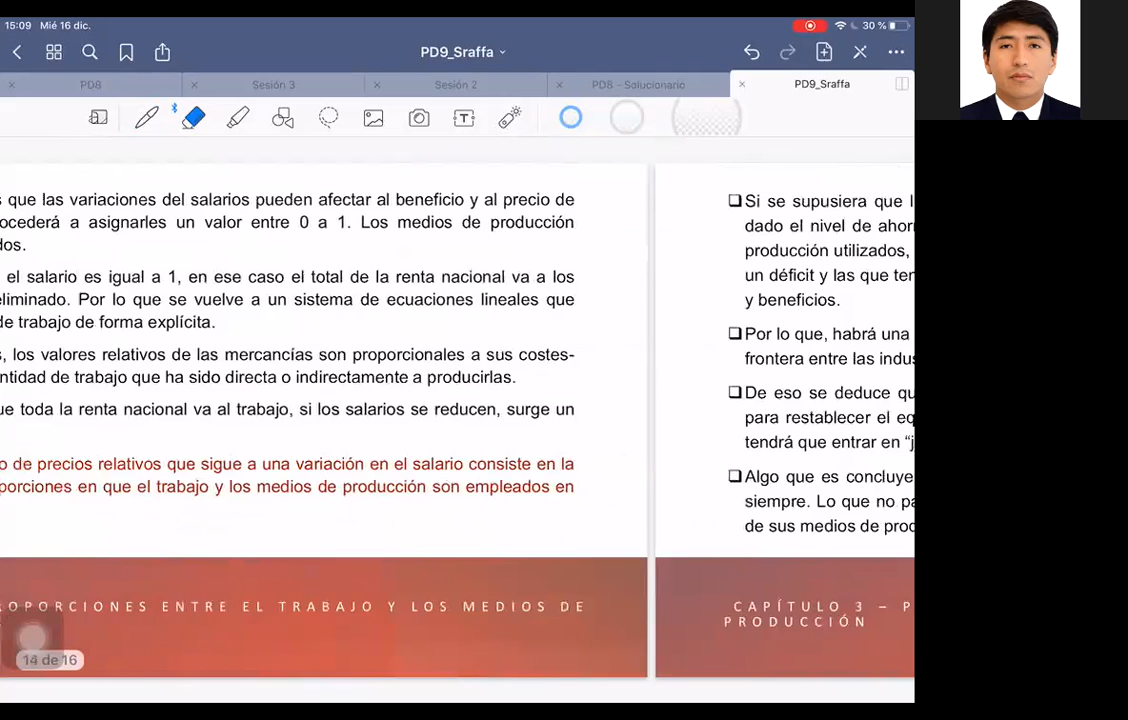 15:09 Mié 16 dic.
30 %
PD9_Sraffa
PD8
Sesión 3
Sesión 2
PD8 - Solucionario
PD9_Sraffa
T
s que las variaciones del salarios pueden afectar al beneficio y al precio de
ocederá a asignarles un valor entre 0 a 1. Los medios de producción
dos.
el salario es igual a 1, en ese caso el total de la renta nacional va a los
eliminado. Por lo que se vuelve a un sistema de ecuaciones lineales que
de trabajo de forma explícita.
s, los valores relativos de las mercancías son proporcionales a sus costes-
ntidad de trabajo que ha sido directa o indirectamente a producirlas.
ue toda la renta nacional va al trabajo, si los salarios se reducen, surge un
o de precios relativos que sigue a una variación en el salario consiste en la
porciones en que el trabajo y los medios de producción son empleados en
OPORCIONES ENTRE EL TRABAJO Y LOS MEDIOS DE
14 de 16
Si se supusiera que l
dado el nivel de ahorr
producción utilizados,
un déficit y las que ten
y beneficios.
Por lo que, habrá una
frontera entre las indus
De eso se deduce qu
para restablecer el eq
tendrá que entrar en “j
Algo que es concluye
siempre. Lo que no pa
de sus medios de prod
CAPÍTULO 3 – P
PRODUCCIÓN